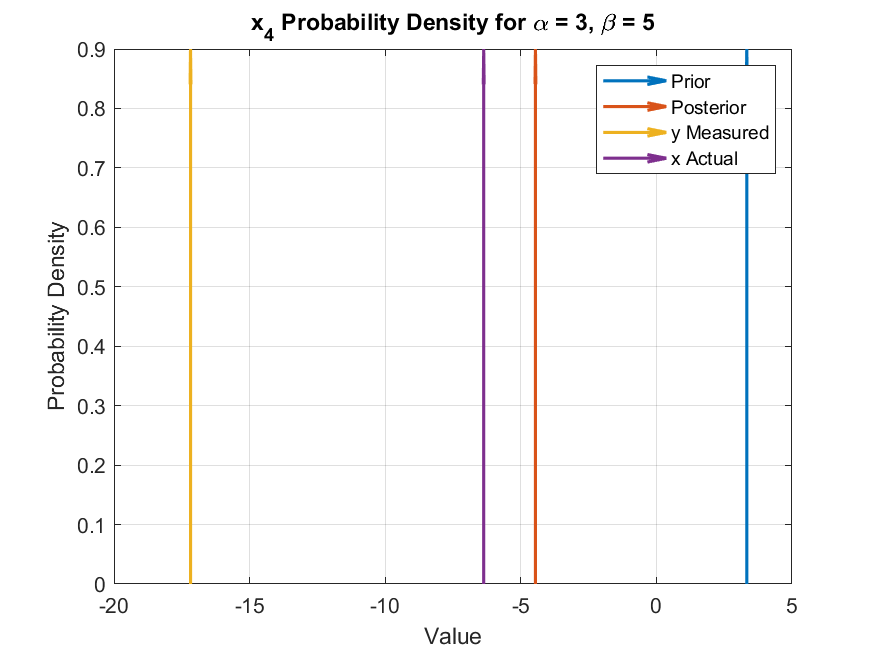 x₄ Probability Density for α = 3, β = 5
0.9
0.8
0.7
0.6
0.5
0.4
0.3
0.2
0.1
0
Probability Density
Prior
Posterior
y Measured
x Actual
-20 -15 -10 -5 0 5
Value